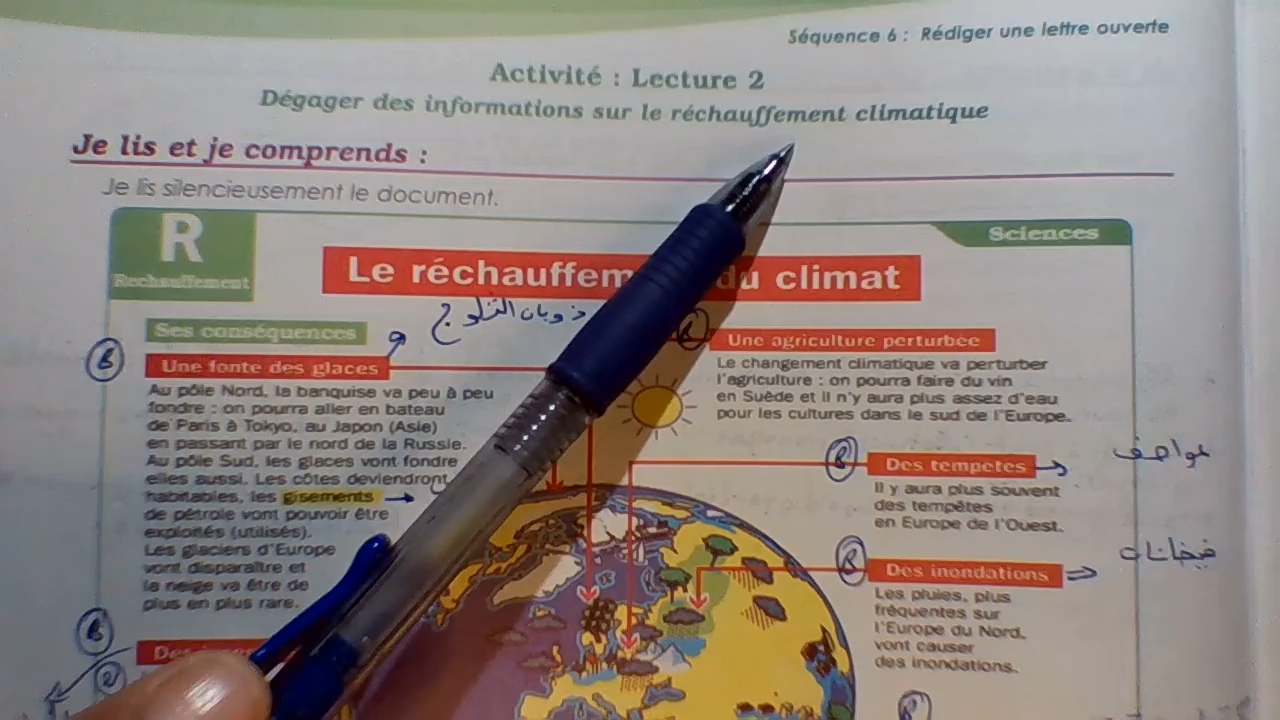 Séquence 6 : Rédiger une lettre ouverte
Activité : Lecture 2
Dégager des informations sur le réchauffement climatique
Je lis et je comprends :
Je lis silencieusement le document.
R
Rechauffement
Sciences
Le réchauffem du climat
ذوبان الثلوج
Ses conséquences
Une fonte des glaces
Au pôle Nord, la banquise va peu à peu
fondre : on pourra aller en bateau
de Paris à Tokyo, au Japon (Asie)
en passant par le nord de la Russie.
Au pôle Sud, les glaces vont fondre
elles aussi. Les côtes deviendront
habitables, les gisements
de pétrole vont pouvoir être
exploités (utilisés).
Les glaciers d'Europe
vont disparaître et
la neige va être de
plus en plus rare.
Une agriculture perturbée
Le changement climatique va perturber
l'agriculture : on pourra faire du vin
en Suède et il n'y aura plus assez d'eau
pour les cultures dans le sud de l'Europe.
Des tempêtes
عواصف
Il y aura plus souvent
des tempêtes
en Europe de l'Ouest.
Des inondations
فيضانات
Les pluies, plus
fréquentes sur
l'Europe du Nord,
vont causer
des inondations.